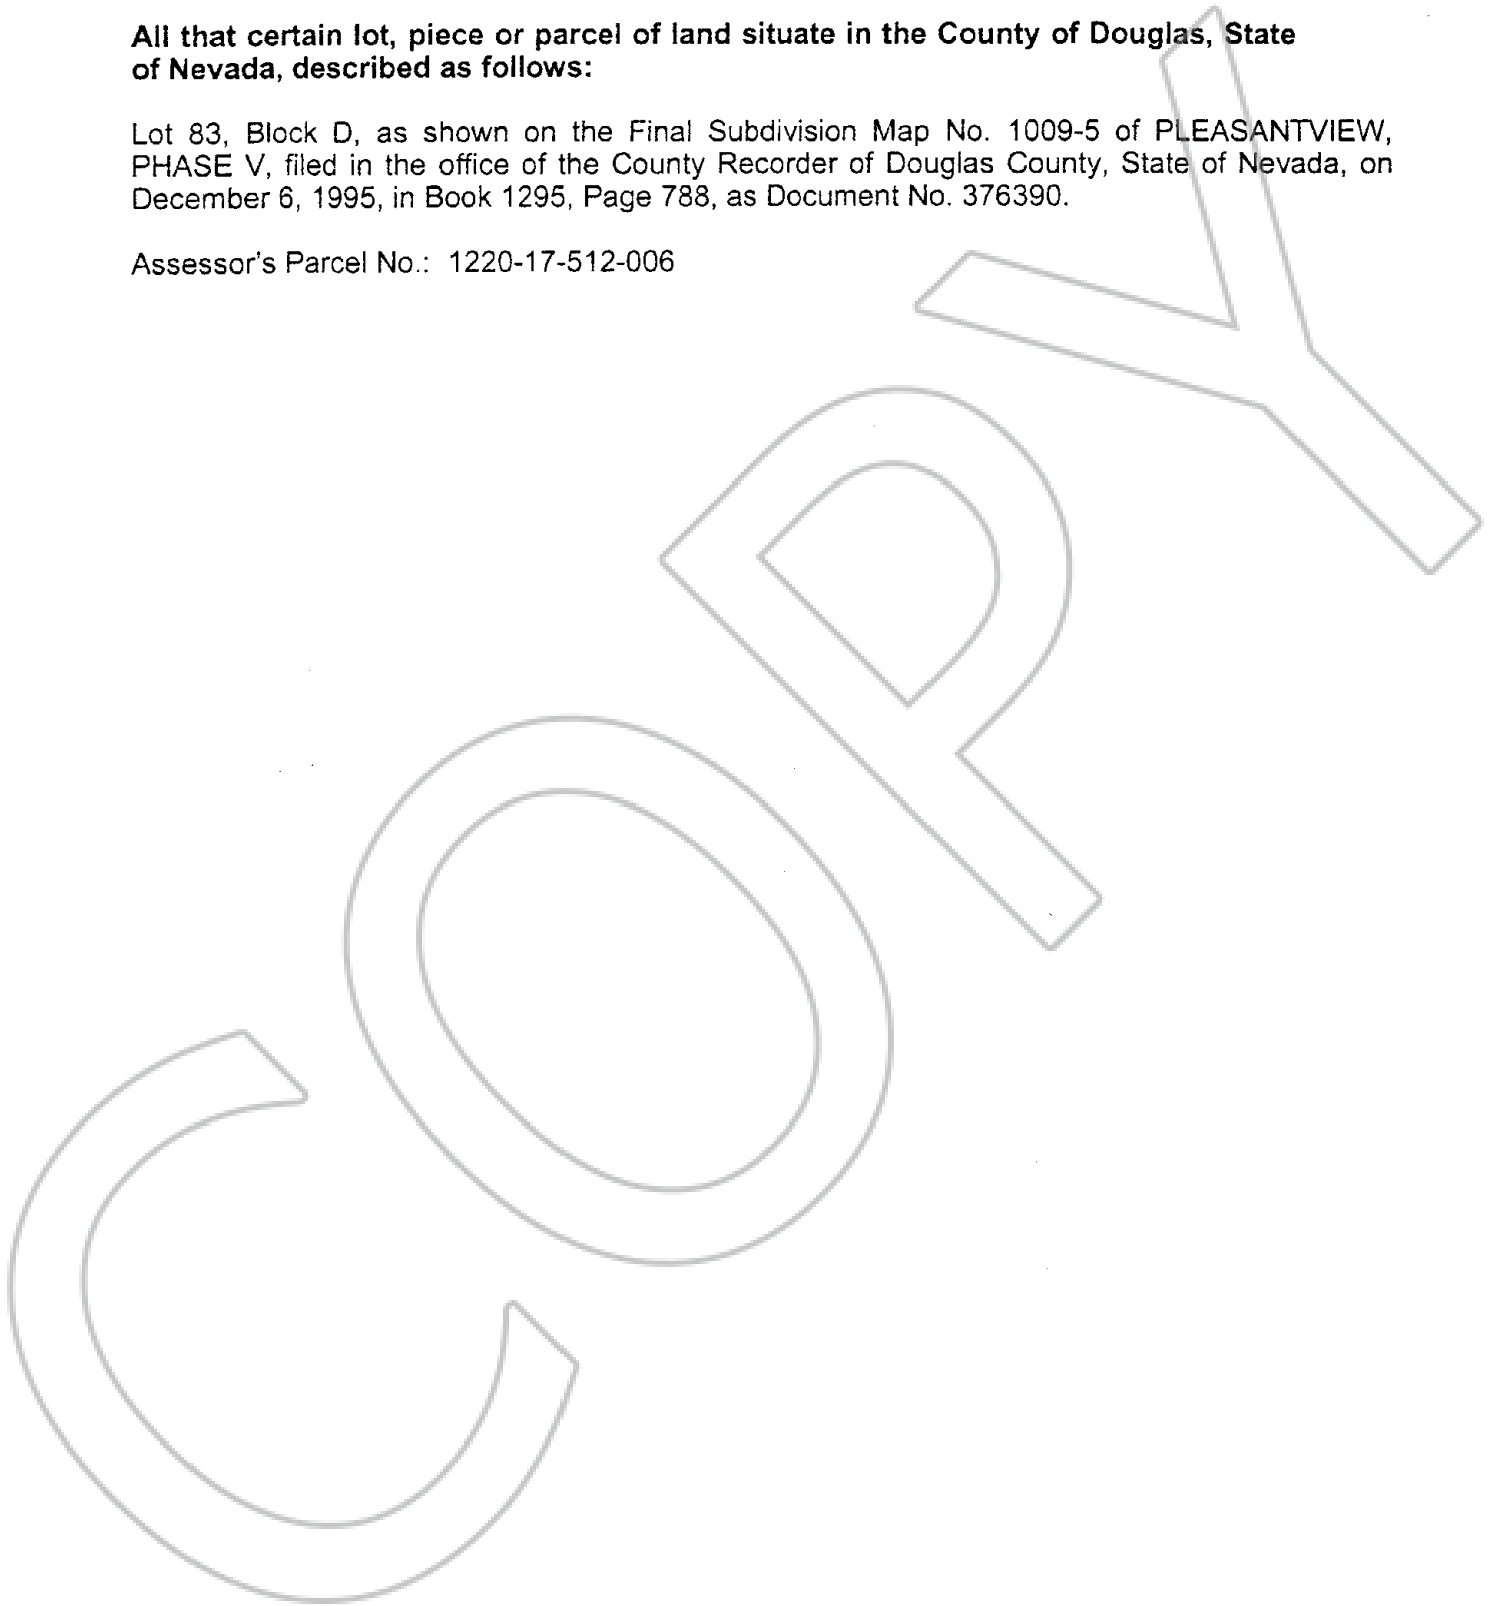 All that certain lot, piece or parcel of land situate in the County of Douglas, State
of Nevada, described as follows:
Lot 83, Block D, as shown on the Final Subdivision Map No. 1009-5 of PLEASANTVIEW,
PHASE V, filed in the office of the County Recorder of Douglas County, State of Nevada, on
December 6, 1995, in Book 1295, Page 788, as Document No. 376390.
Assessor's Parcel No.: 1220-17-512-006
COPY